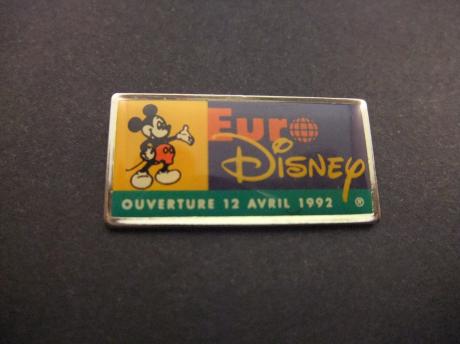 Euro
Disney
OUVERTURE 12 AVRIL 1992 ®